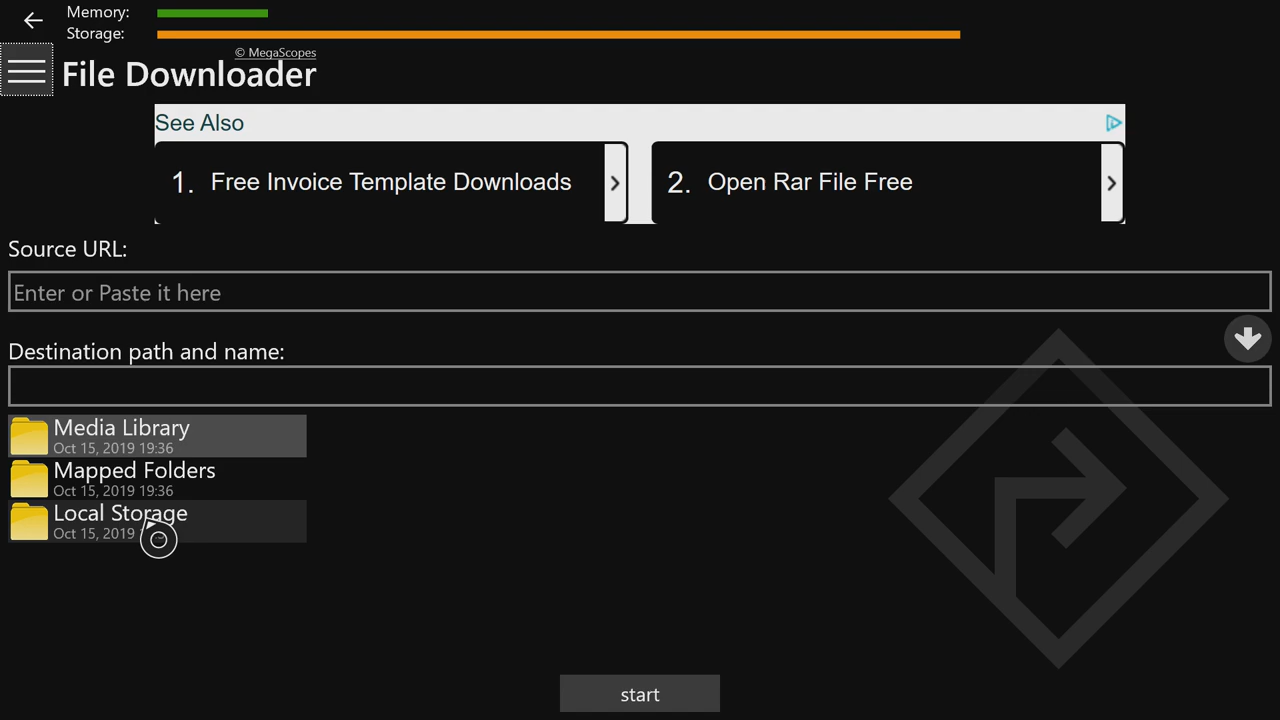 Memory:
Storage:
© MegaScopes
File Downloader
See Also
1. Free Invoice Template Downloads
2. Open Rar File Free
Source URL:
Enter or Paste it here
Destination path and name:
Media Library
Oct 15, 2019 19:36
Mapped Folders
Oct 15, 2019 19:36
Local Storage
Oct 15, 2019
start